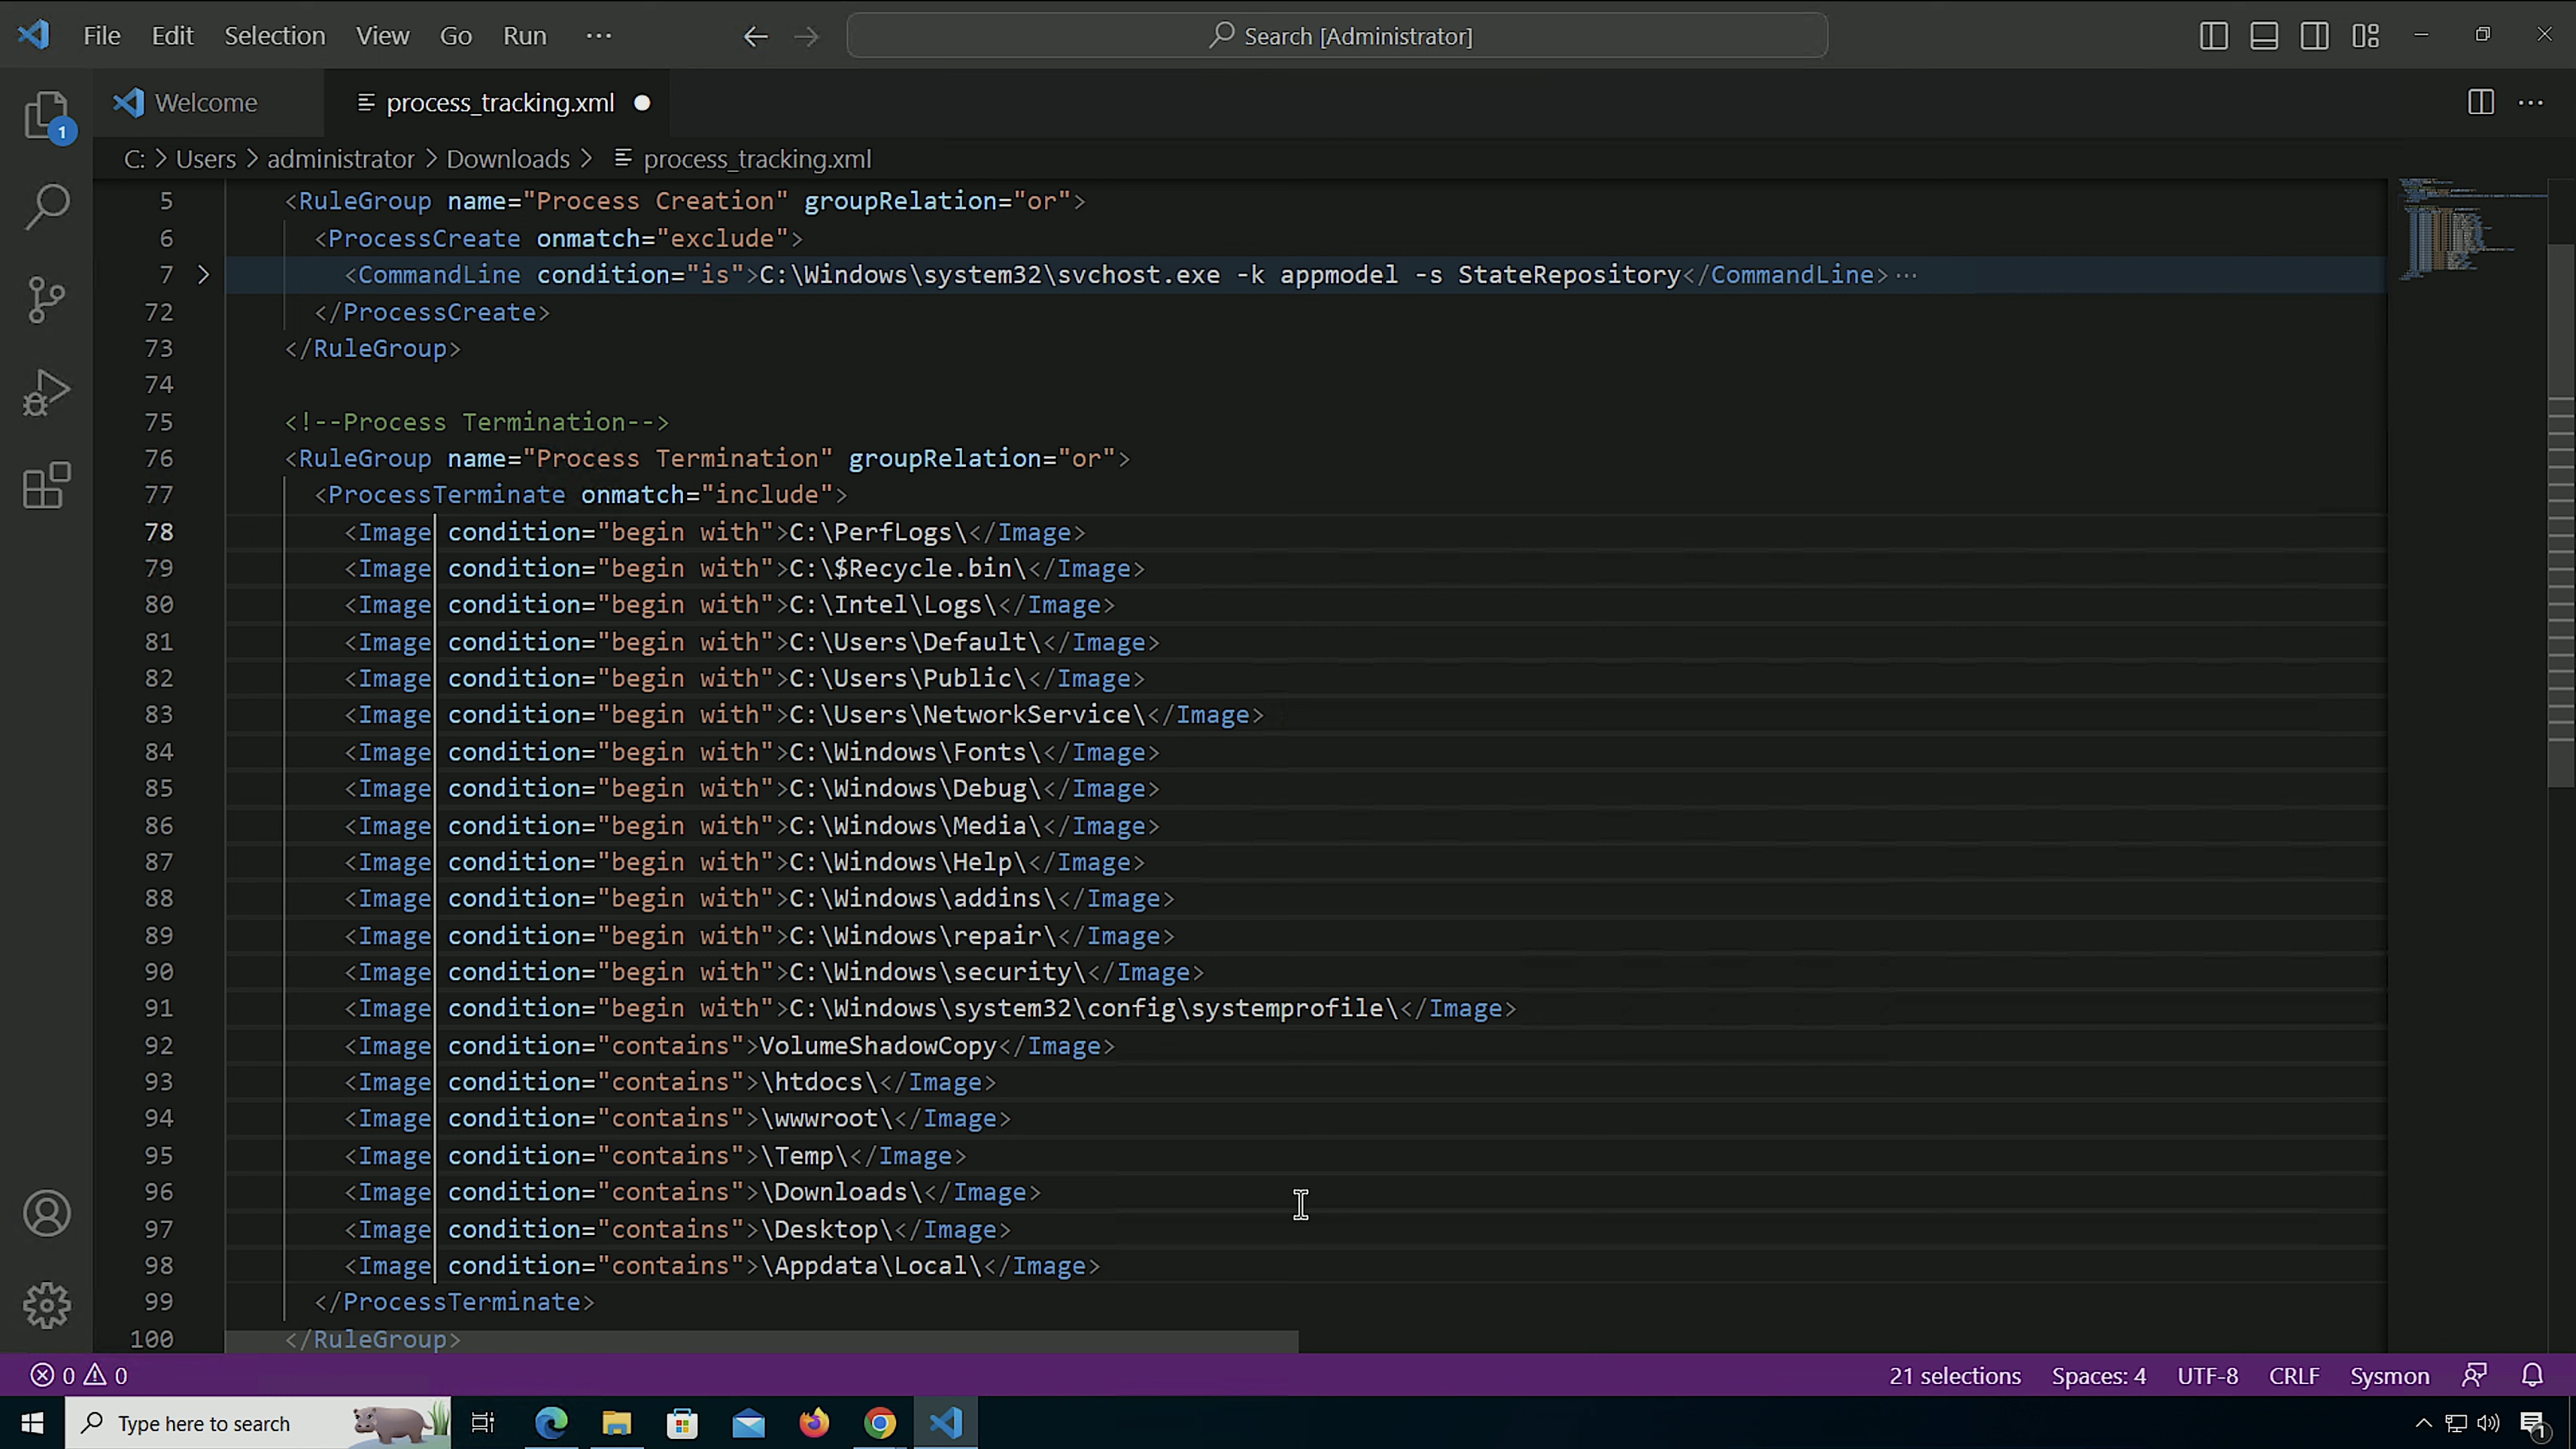 File Edit Selection View Go Run ··· Search [Administrator]
Welcome process_tracking.xml
C: > Users > administrator > Downloads > process_tracking.xml
5 <RuleGroup name="Process Creation" groupRelation="or">
6 <ProcessCreate onmatch="exclude">
7 <CommandLine condition="is">C:\Windows\system32\svchost.exe -k appmodel -s StateRepository</CommandLine>···
72 </ProcessCreate>
73 </RuleGroup>
74
75 <!--Process Termination-->
76 <RuleGroup name="Process Termination" groupRelation="or">
77 <ProcessTerminate onmatch="include">
78 <Image condition="begin with">C:\PerfLogs\</Image>
79 <Image condition="begin with">C:\$Recycle.bin\</Image>
80 <Image condition="begin with">C:\Intel\Logs\</Image>
81 <Image condition="begin with">C:\Users\Default\</Image>
82 <Image condition="begin with">C:\Users\Public\</Image>
83 <Image condition="begin with">C:\Users\NetworkService\</Image>
84 <Image condition="begin with">C:\Windows\Fonts\</Image>
85 <Image condition="begin with">C:\Windows\Debug\</Image>
86 <Image condition="begin with">C:\Windows\Media\</Image>
87 <Image condition="begin with">C:\Windows\Help\</Image>
88 <Image condition="begin with">C:\Windows\addins\</Image>
89 <Image condition="begin with">C:\Windows\repair\</Image>
90 <Image condition="begin with">C:\Windows\security\</Image>
91 <Image condition="begin with">C:\Windows\system32\config\systemprofile\</Image>
92 <Image condition="contains">VolumeShadowCopy</Image>
93 <Image condition="contains">\htdocs\</Image>
94 <Image condition="contains">\wwwroot\</Image>
95 <Image condition="contains">\Temp\</Image>
96 <Image condition="contains">\Downloads\</Image>
97 <Image condition="contains">\Desktop\</Image>
98 <Image condition="contains">\Appdata\Local\</Image>
99 </ProcessTerminate>
100 </RuleGroup>
0 0 21 selections Spaces: 4 UTF-8 CRLF Sysmon
Type here to search 1